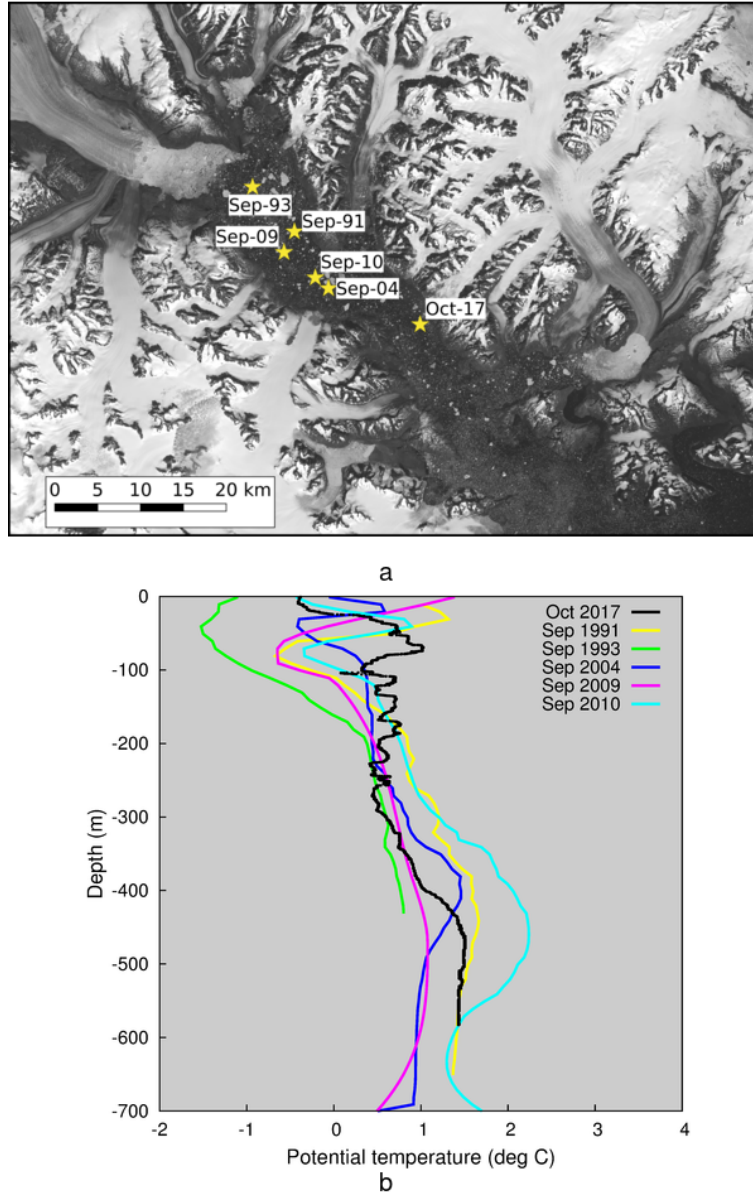 Sep-93
Sep-91
Sep-09
Sep-10
Sep-04
Oct-17
0 5 10 15 20 km
a
Oct 2017
Sep 1991
Sep 1993
Sep 2004
Sep 2009
Sep 2010
0
-100
-200
-300
-400
-500
-600
-700
Depth (m)
-2 -1 0 1 2 3 4
Potential temperature (deg C)
b